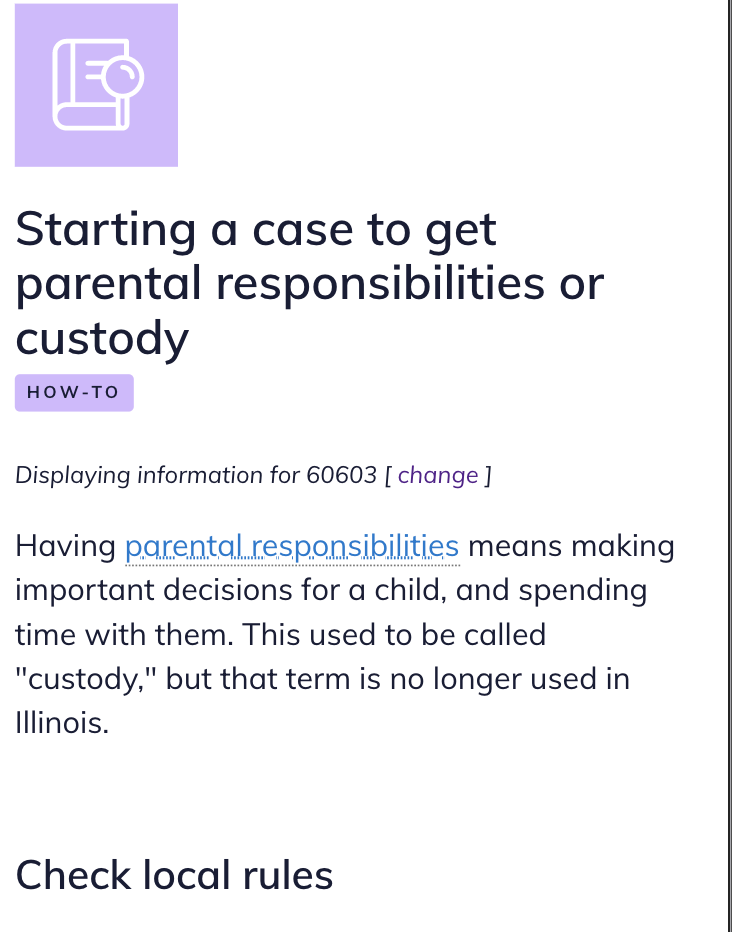 Starting a case to get
parental responsibilities or
custody
HOW-TO
Displaying information for 60603 [ change ]
Having parental responsibilities means making
important decisions for a child, and spending
time with them. This used to be called
"custody," but that term is no longer used in
Illinois.
Check local rules